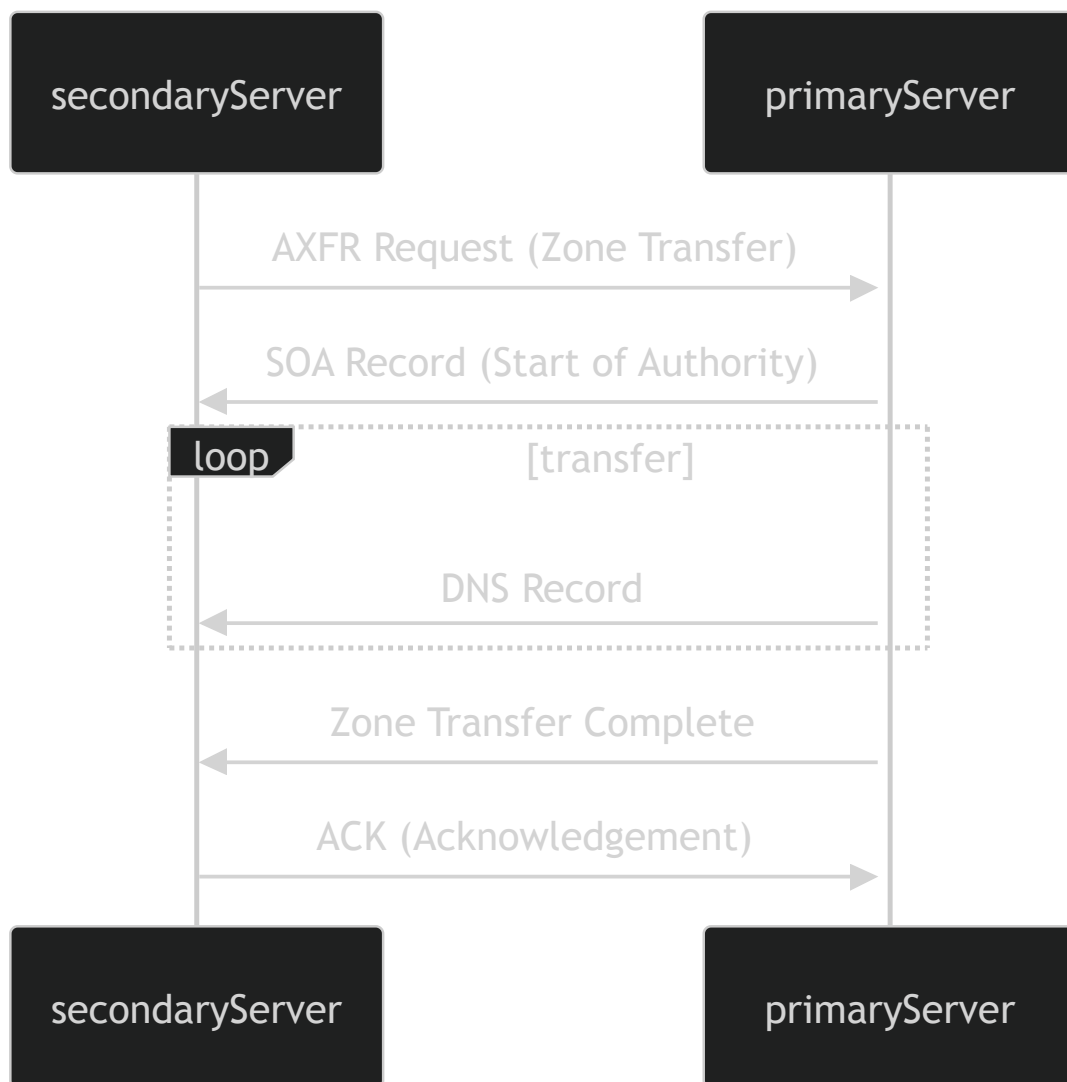 secondaryServer
primaryServer
AXFR Request (Zone Transfer)
SOA Record (Start of Authority)
loop
[transfer]
DNS Record
Zone Transfer Complete
ACK (Acknowledgement)
secondaryServer
primaryServer